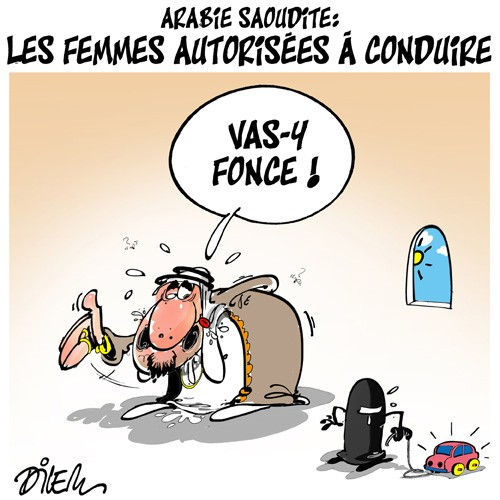 ARABIE SAOUDITE:
LES FEMMES AUTORISÉES À CONDUIRE
VAS-Y
FONCE !
DILEM